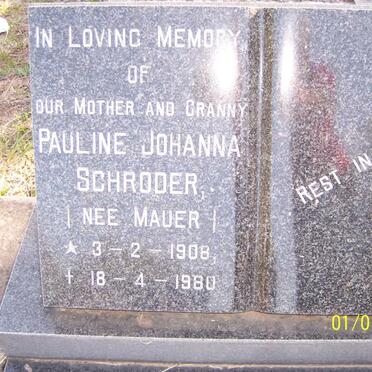 IN LOVING MEMORY
OF
OUR MOTHER AND GRANNY
PAULINE JOHANNA
SCHRODER,
( NEE MAUER )
★ 3-2-1908,
† 18-4-1980
REST IN
01/0